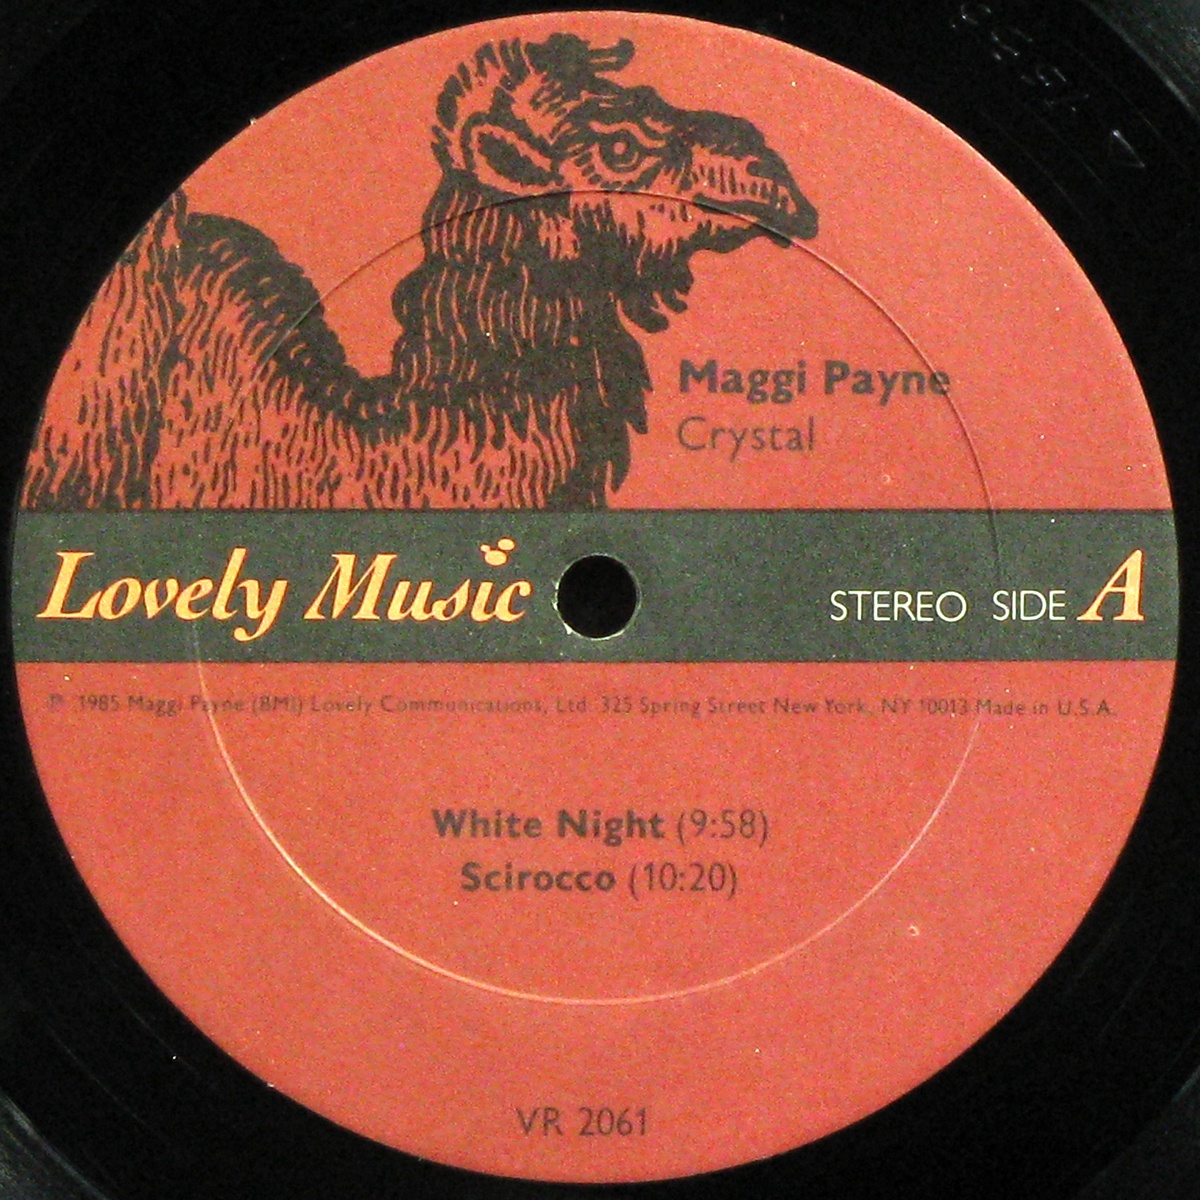 Maggi Payne
Crystal
Lovely Music
STEREO SIDE A
℗ 1985 Maggi Payne (BMI) Lovely Communications, Ltd. 325 Spring Street New York, NY 10013 Made in U.S.A.
White Night (9:58)
Scirocco (10:20)
VR 2061